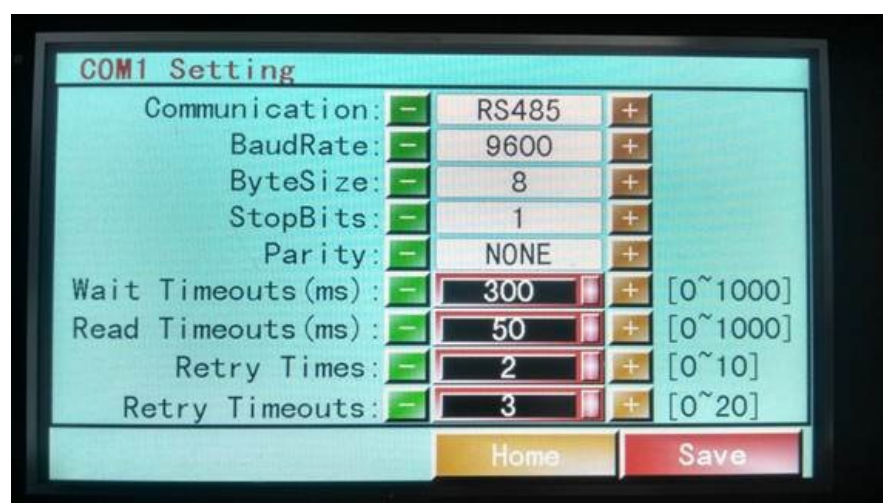 COM1 Setting
Communication: - RS485 +
BaudRate: - 9600 +
ByteSize: - 8 +
StopBits: - 1 +
Parity: - NONE +
Wait Timeouts(ms): - 300 + [0~1000]
Read Timeouts(ms): - 50 + [0~1000]
Retry Times: - 2 + [0~10]
Retry Timeouts: - 3 + [0~20]
Home Save